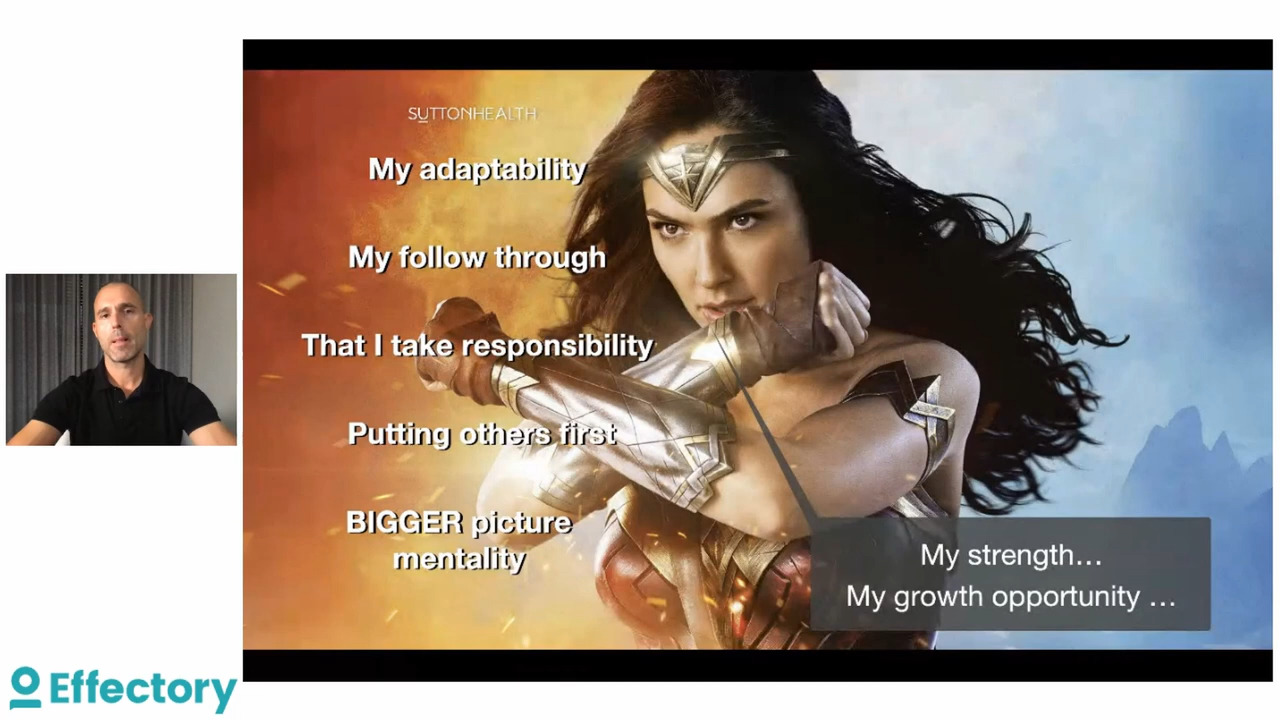 SUTTONHEALTH
My adaptability
My follow through
That I take responsibility
Putting others first
BIGGER picture
mentality
My strength...
My growth opportunity ...
Effectory